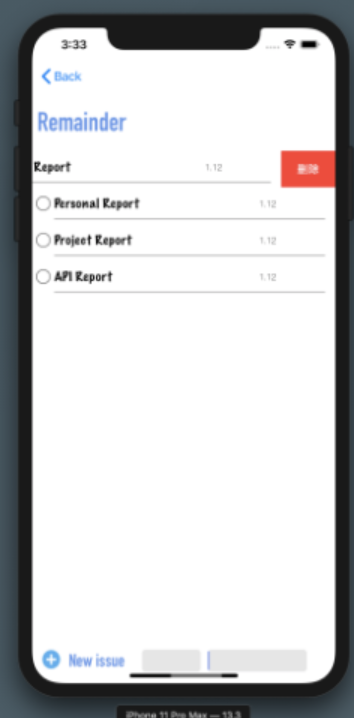 3:33
Back
Remainder
Report 1.12 删除
Personal Report 1.12
Project Report 1.12
API Report 1.12
New issue
iPhone 11 Pro Max — 13.3